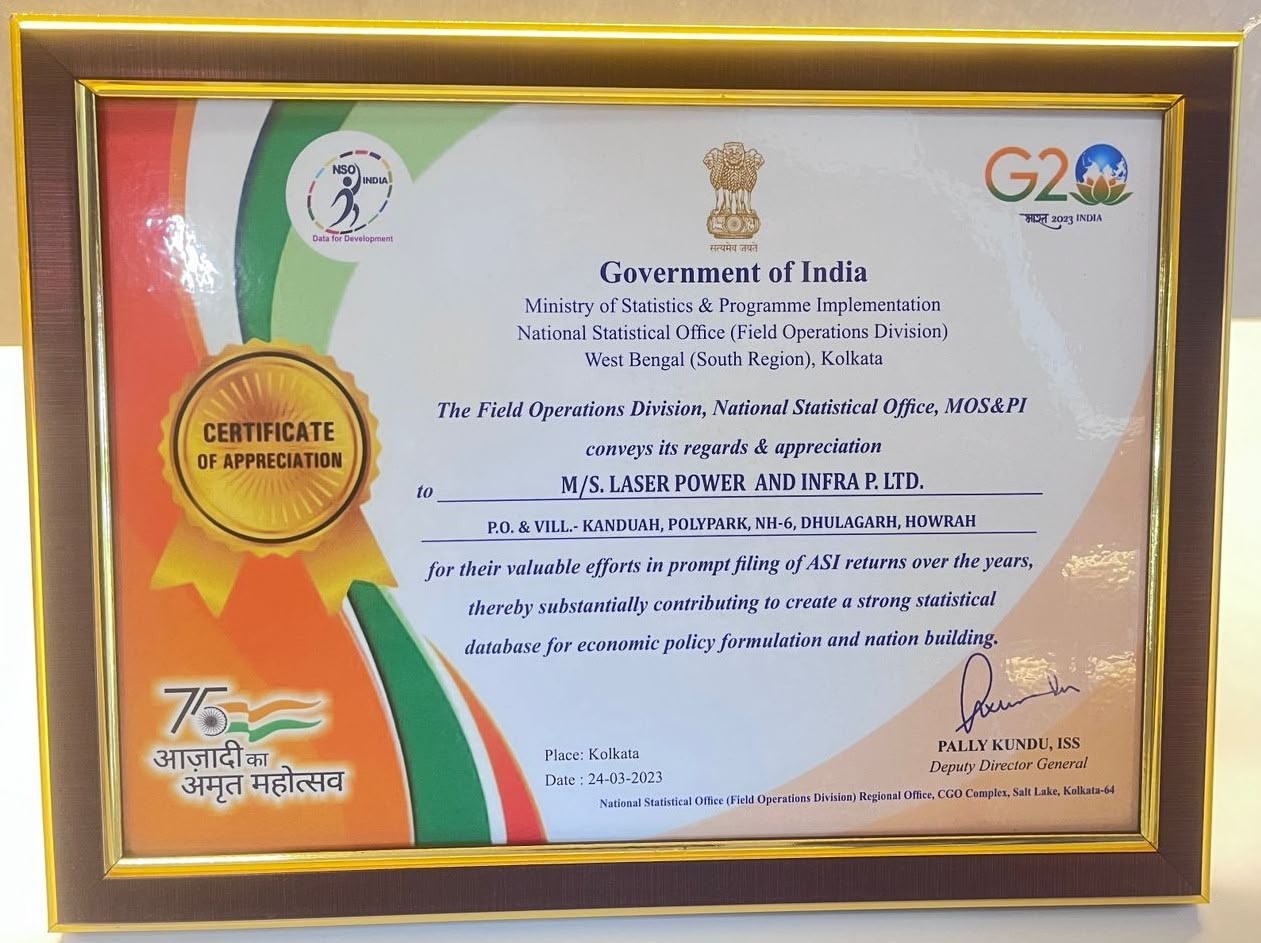 NSO
INDIA
Data for Development
सत्यमेव जयते
G20
भारत 2023 INDIA
Government of India
Ministry of Statistics & Programme Implementation
National Statistical Office (Field Operations Division)
West Bengal (South Region), Kolkata
CERTIFICATE
OF APPRECIATION
The Field Operations Division, National Statistical Office, MOS&PI
conveys its regards & appreciation
to M/S. LASER POWER AND INFRA P. LTD.
P.O. & VILL.- KANDUAH, POLYPARK, NH-6, DHULAGARH, HOWRAH
for their valuable efforts in prompt filing of ASI returns over the years,
thereby substantially contributing to create a strong statistical
database for economic policy formulation and nation building.
75
आज़ादी का
अमृत महोत्सव
Place: Kolkata
Date : 24-03-2023
PALLY KUNDU, ISS
Deputy Director General
National Statistical Office (Field Operations Division) Regional Office, CGO Complex, Salt Lake, Kolkata-64